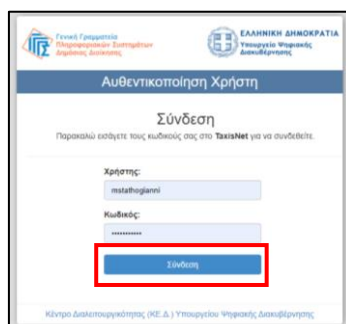 Γενική Γραμματεία
Πληροφοριακών Συστημάτων
Δημόσιας Διοίκησης
ΕΛΛΗΝΙΚΗ ΔΗΜΟΚΡΑΤΙΑ
Υπουργείο Ψηφιακής
Διακυβέρνησης
Αυθεντικοποίηση Χρήστη
Σύνδεση
Παρακαλώ εισάγετε τους κωδικούς σας στο TaxisNet για να συνδεθείτε.
Χρήστης:
mstathogianni
Κωδικός:
•••••••••••
Σύνδεση
Κέντρο Διαλειτουργικότητας (ΚΕ.Δ.) Υπουργείου Ψηφιακής Διακυβέρνησης